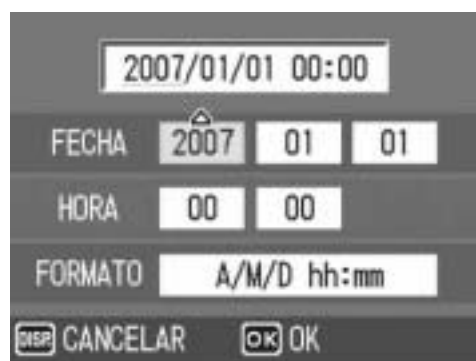 2007/01/01 00:00
FECHA 2007 01 01
HORA 00 00
FORMATO A/M/D hh:mm
DISP. CANCELAR OK OK